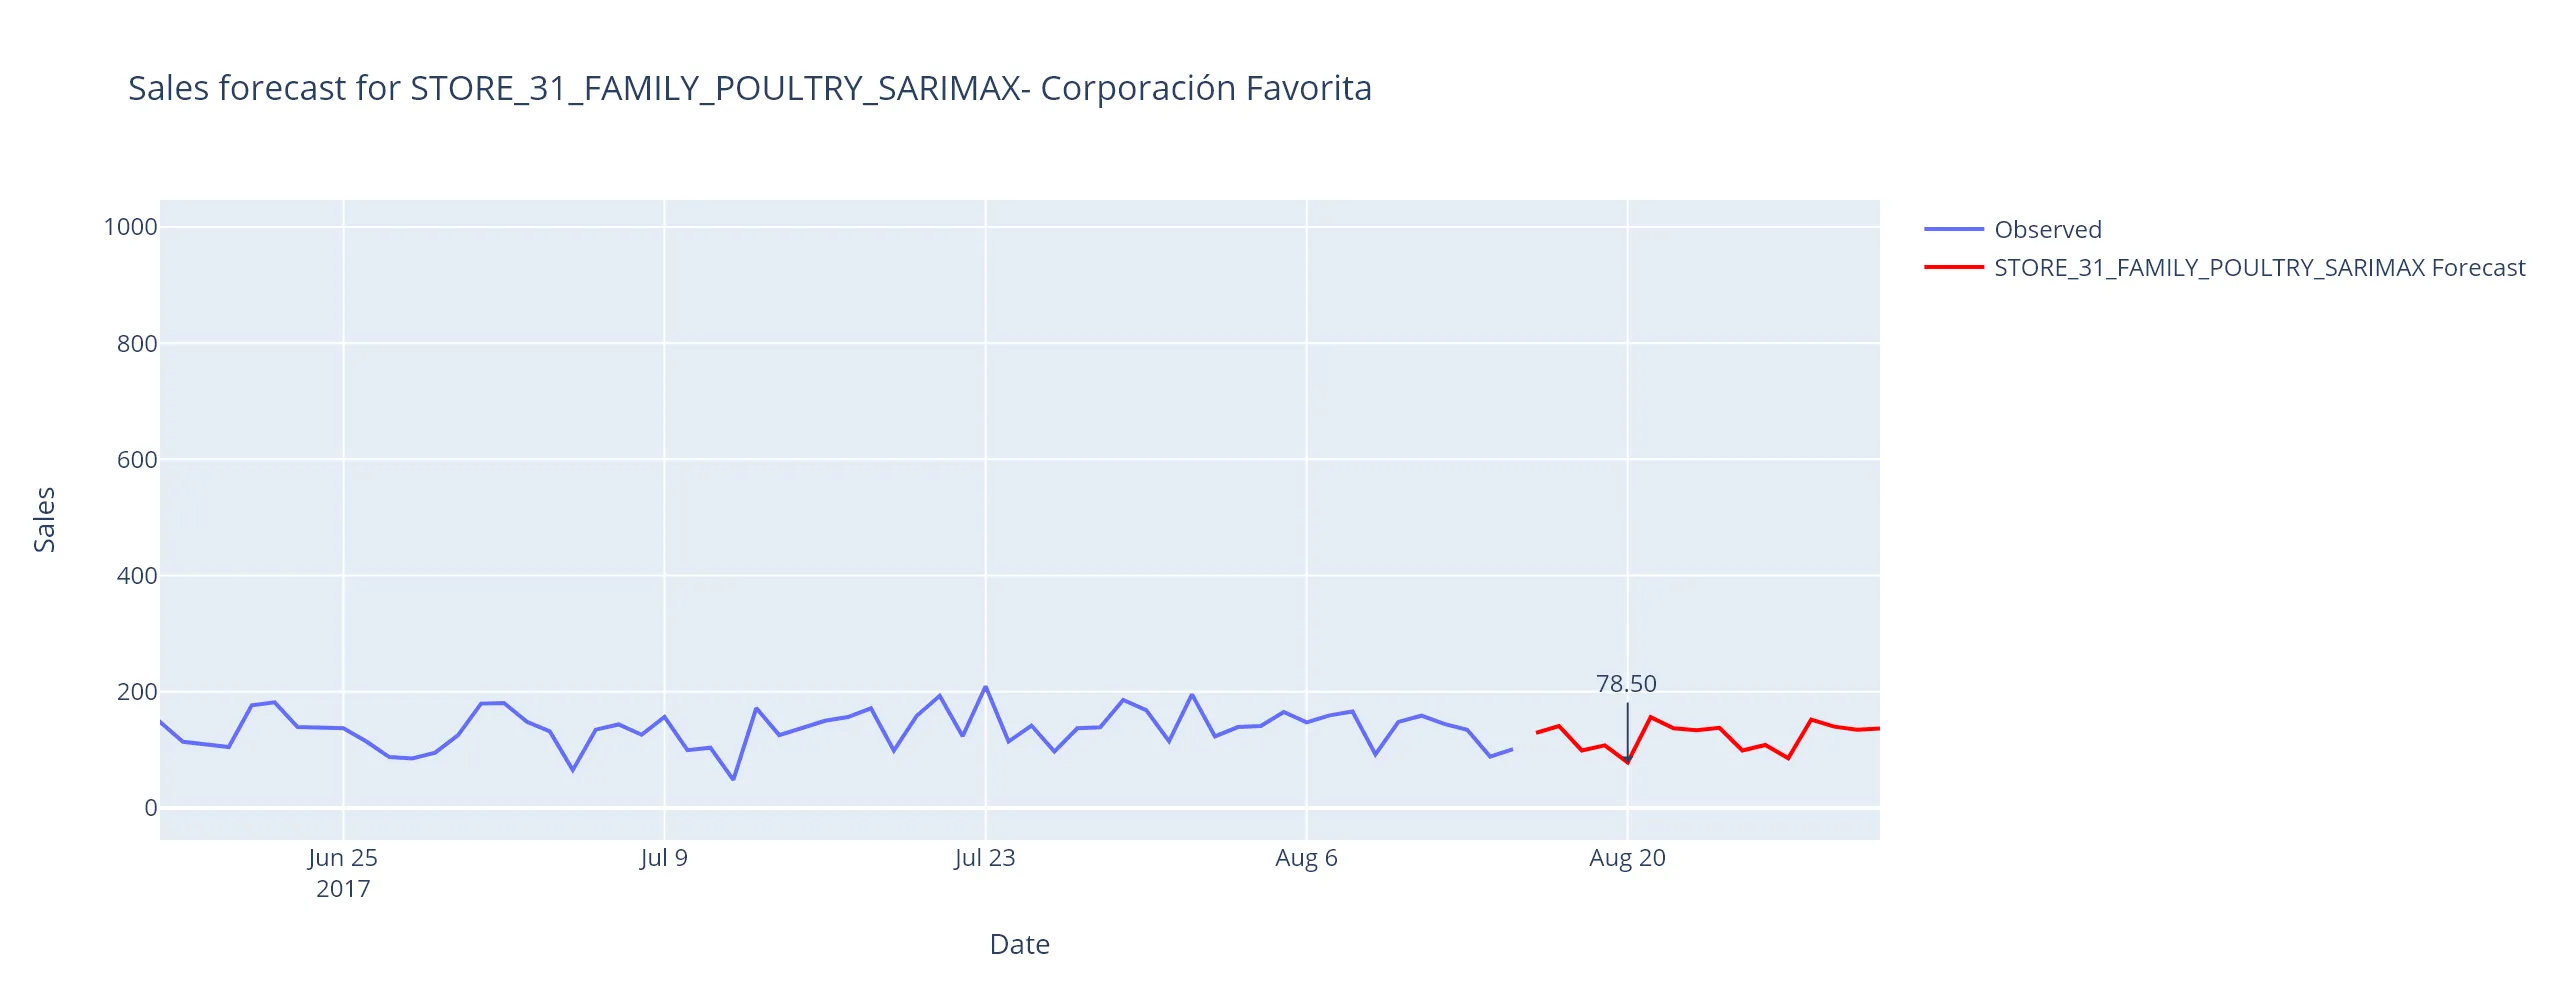 Sales forecast for STORE_31_FAMILY_POULTRY_SARIMAX- Corporación Favorita
1000
800
600
400
200
0
Sales
78.50
Jun 25
2017
Jul 9
Jul 23
Aug 6
Aug 20
Date
Observed
STORE_31_FAMILY_POULTRY_SARIMAX Forecast